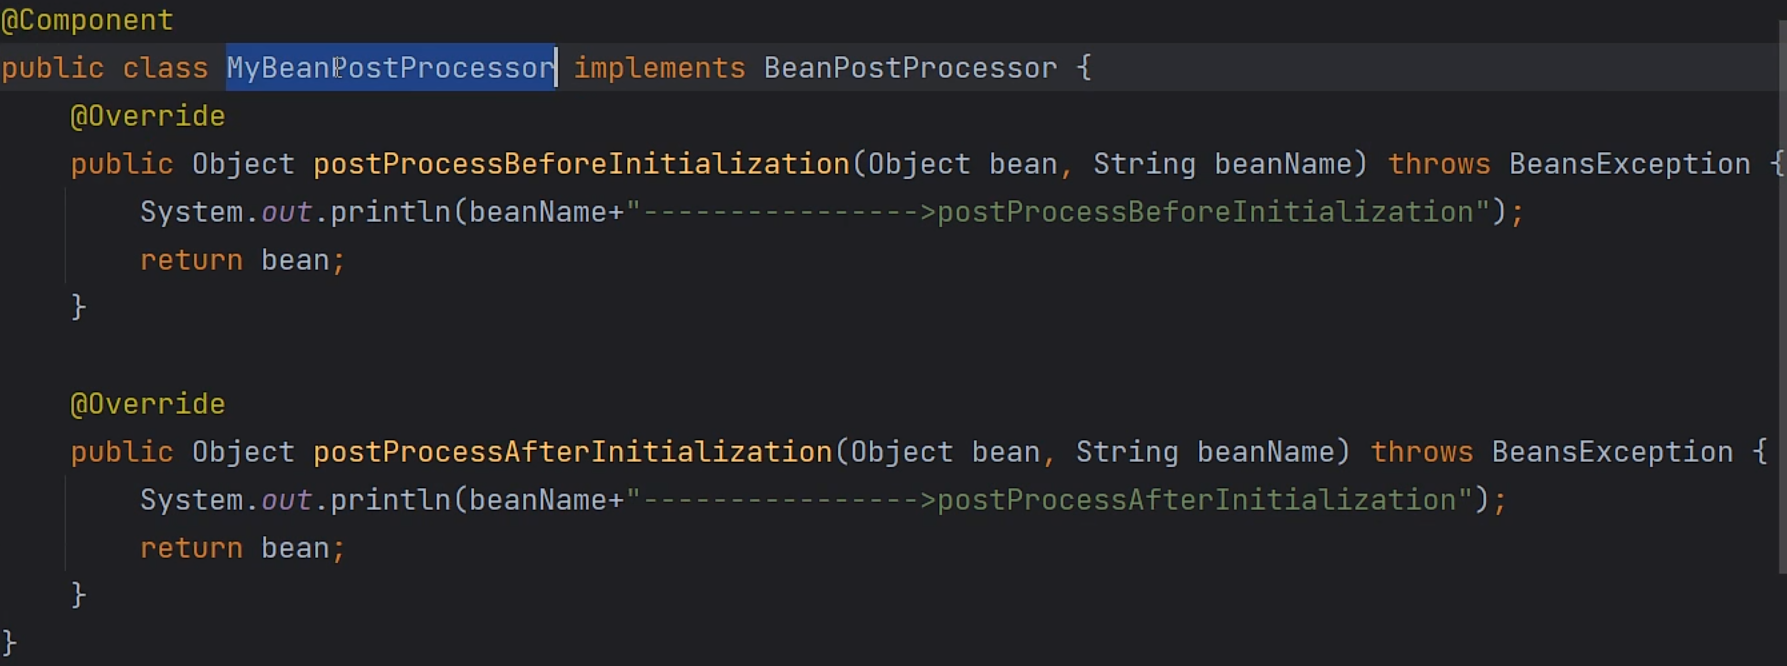 @Component
public class MyBeanPostProcessor implements BeanPostProcessor {
    @Override
    public Object postProcessBeforeInitialization(Object bean, String beanName) throws BeansException {
        System.out.println(beanName+"---------------->postProcessBeforeInitialization");
        return bean;
    }

    @Override
    public Object postProcessAfterInitialization(Object bean, String beanName) throws BeansException {
        System.out.println(beanName+"---------------->postProcessAfterInitialization");
        return bean;
    }
}